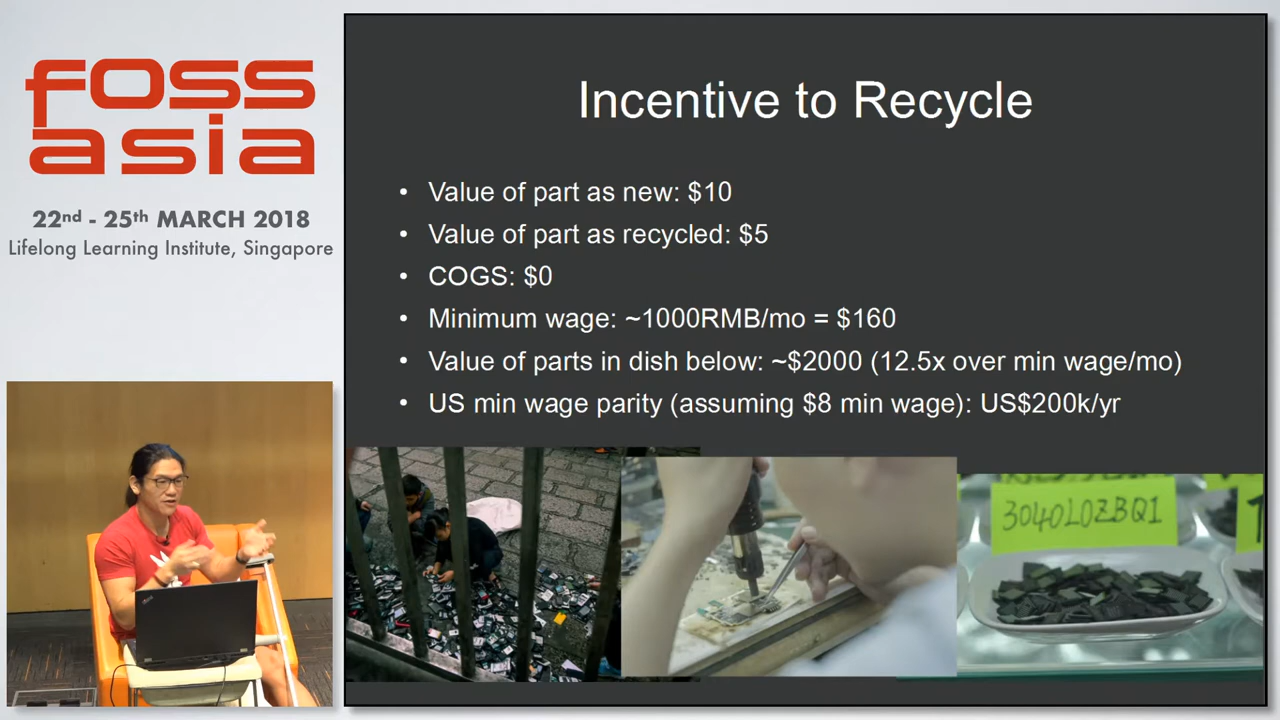 foss
asia
22nd - 25th MARCH 2018
Lifelong Learning Institute, Singapore
Incentive to Recycle
• Value of part as new: $10
• Value of part as recycled: $5
• COGS: $0
• Minimum wage: ~1000RMB/mo = $160
• Value of parts in dish below: ~$2000 (12.5x over min wage/mo)
• US min wage parity (assuming $8 min wage): US$200k/yr
3040L0ZBQ1